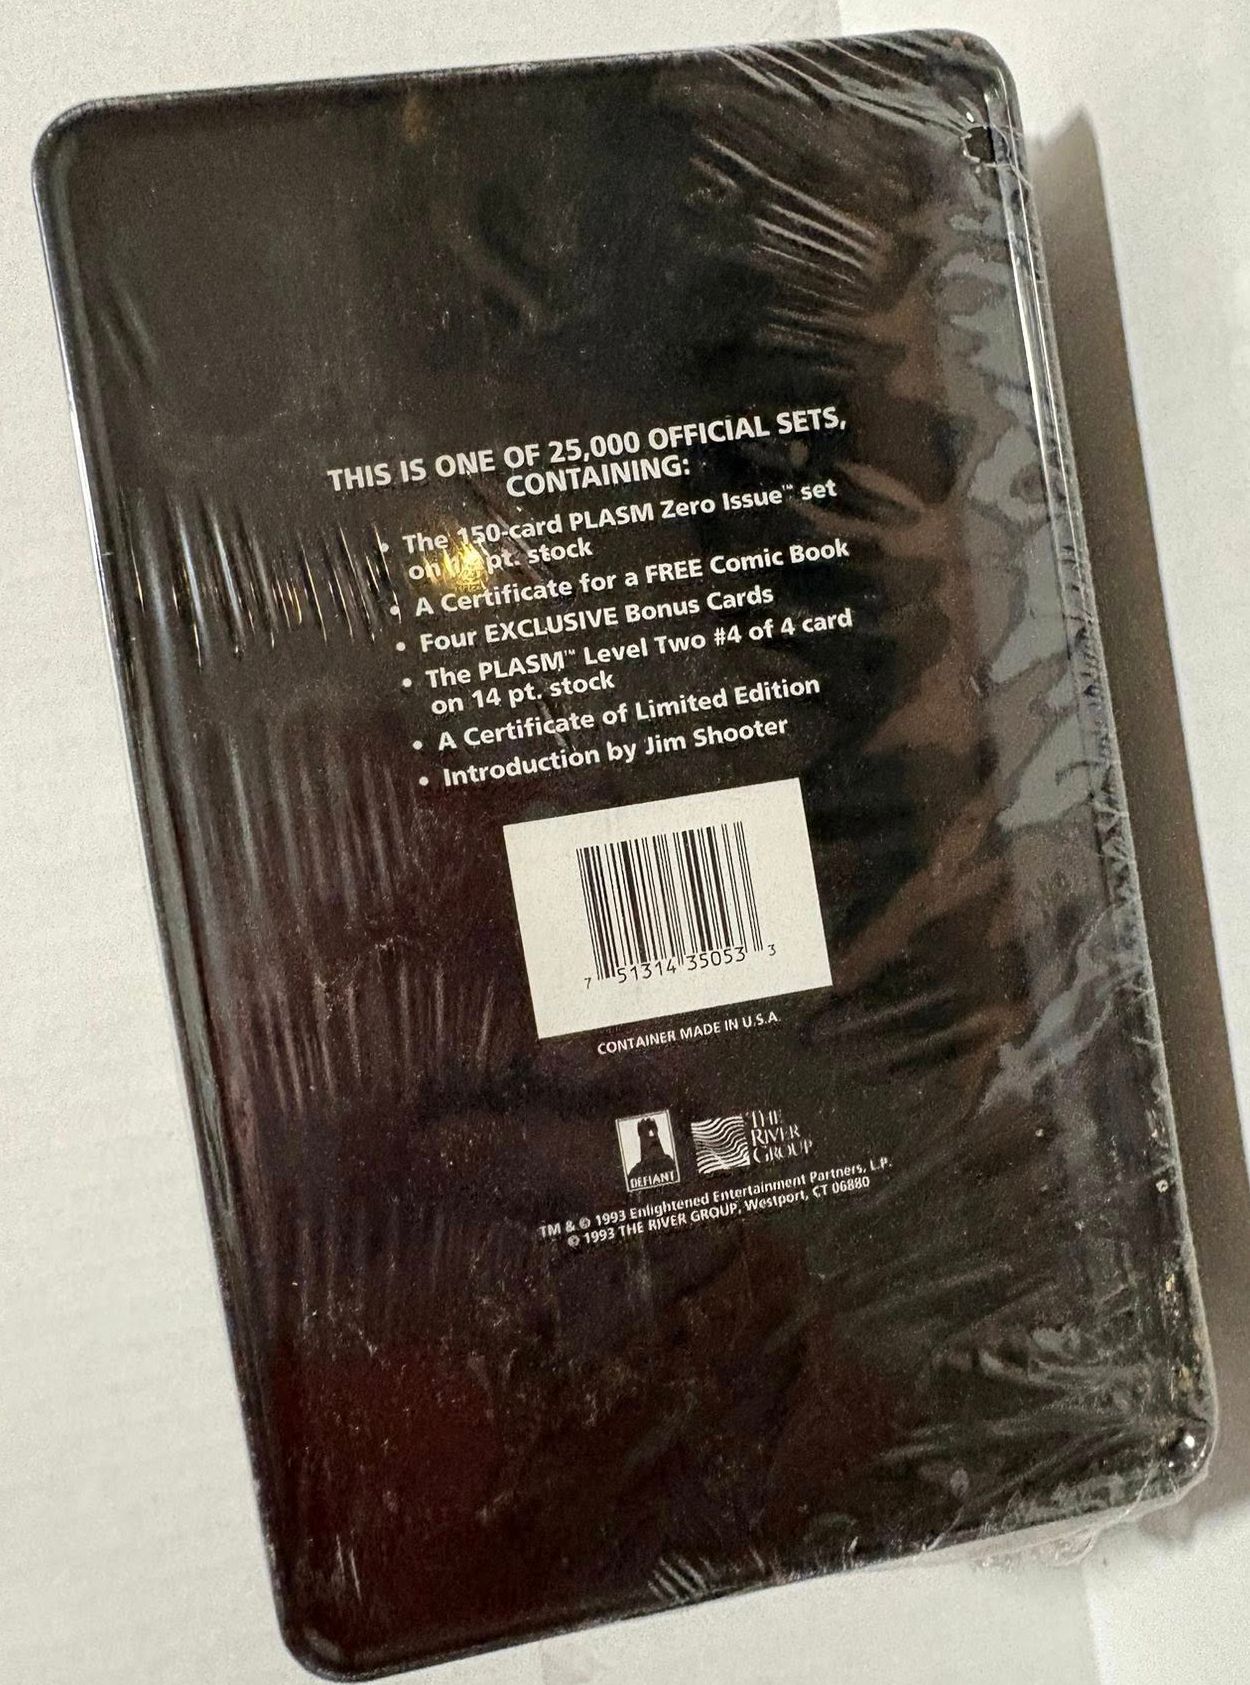 THIS IS ONE OF 25,000 OFFICIAL SETS,
CONTAINING:
• The 150-card PLASM Zero Issue™ set
on pt. stock
• A Certificate for a FREE Comic Book
• Four EXCLUSIVE Bonus Cards
• The PLASM™ Level Two #4 of 4 card
on 14 pt. stock
• A Certificate of Limited Edition
• Introduction by Jim Shooter
7 51314 35053 3
CONTAINER MADE IN U.S.A.
DEFIANT
THE
RIVER
GROUP
TM & © 1993 Enlightened Entertainment Partners, L.P.
© 1993 THE RIVER GROUP, Westport, CT 06880